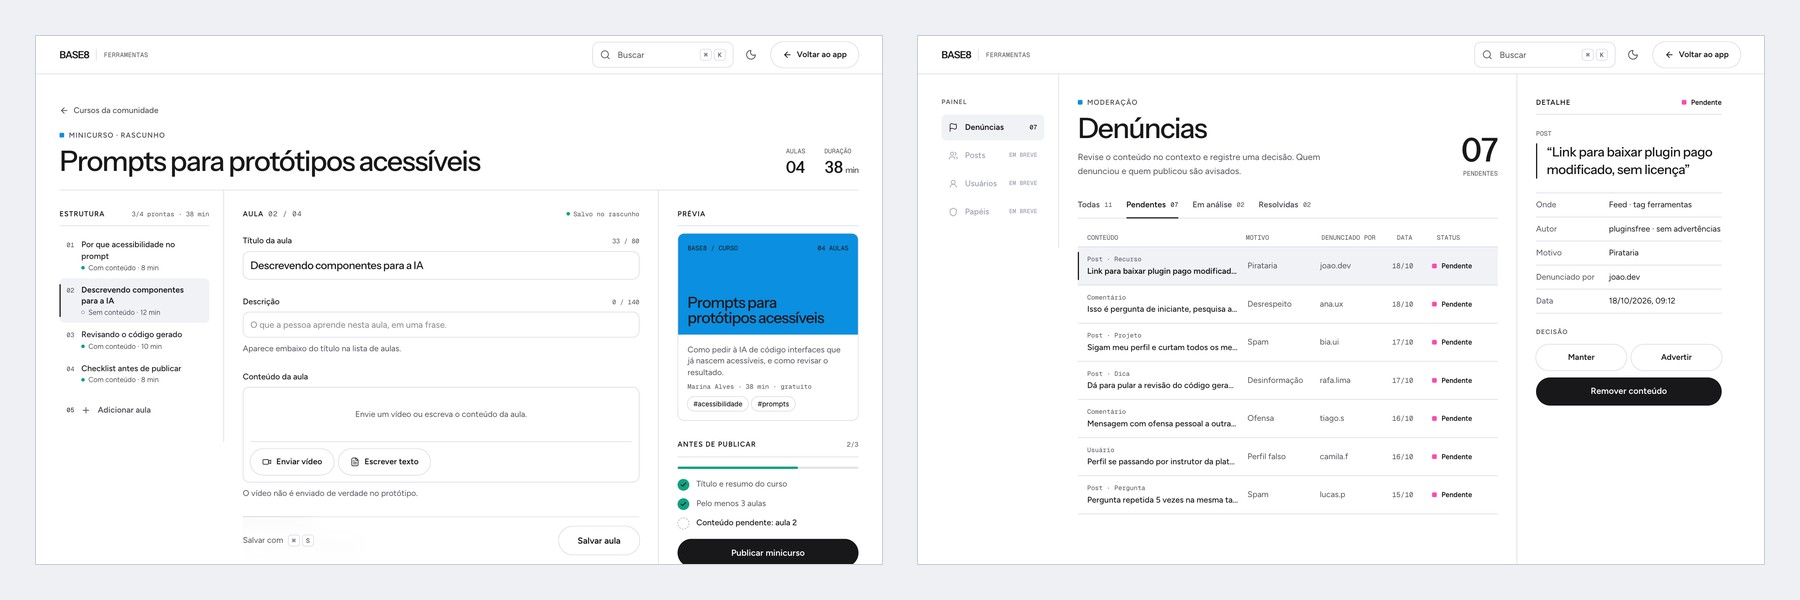 BASE8
FERRAMENTAS
Buscar
⌘ K
Voltar ao app
Cursos da comunidade
MINICURSO · RASCUNHO
Prompts para protótipos acessíveis
AULAS
04
DURAÇÃO
38 min
ESTRUTURA
3/4 prontas · 38 min
01 Por que acessibilidade no
prompt
Com conteúdo · 8 min
02 Descrevendo componentes
para a IA
Sem conteúdo · 12 min
03 Revisando o código gerado
Com conteúdo · 10 min
04 Checklist antes de publicar
Com conteúdo · 8 min
05 + Adicionar aula
AULA 02 / 04
Salvo no rascunho
Título da aula
33 / 80
Descrevendo componentes para a IA
Descrição
0 / 140
O que a pessoa aprende nesta aula, em uma frase.
Aparece embaixo do título na lista de aulas.
Conteúdo da aula
Envie um vídeo ou escreva o conteúdo da aula.
Enviar vídeo
Escrever texto
O vídeo não é enviado de verdade no protótipo.
Salvar com ⌘ S
Salvar aula
PRÉVIA
BASE8 / CURSO
04 AULAS
Prompts para
protótipos acessíveis
Como pedir à IA de código interfaces que
já nascem acessíveis, e como revisar o
resultado.
Marina Alves · 38 min · gratuito
#acessibilidade
#prompts
ANTES DE PUBLICAR
2/3
Título e resumo do curso
Pelo menos 3 aulas
Conteúdo pendente: aula 2
Publicar minicurso
BASE8
FERRAMENTAS
Buscar
⌘ K
Voltar ao app
PAINEL
Denúncias 07
Posts EM BREVE
Usuários EM BREVE
Papéis EM BREVE
MODERAÇÃO
Denúncias
Revise o conteúdo no contexto e registre uma decisão. Quem
denunciou e quem publicou são avisados.
07
PENDENTES
Todas 11
Pendentes 07
Em análise 02
Resolvidas 02
CONTEÚDO MOTIVO DENUNCIADO POR DATA STATUS
Post · Recurso
Link para baixar plugin pago modificad… Pirataria joao.dev 18/10 Pendente
Comentário
Isso é pergunta de iniciante, pesquisa a… Desrespeito ana.ux 18/10 Pendente
Post · Projeto
Sigam meu perfil e curtam todos os me… Spam bia.ui 17/10 Pendente
Post · Dica
Dá para pular a revisão do código gera… Desinformação rafa.lima 17/10 Pendente
Comentário
Mensagem com ofensa pessoal a outra… Ofensa tiago.s 16/10 Pendente
Usuário
Perfil se passando por instrutor da plat… Perfil falso camila.f 16/10 Pendente
Post · Pergunta
Pergunta repetida 5 vezes na mesma ta… Spam lucas.p 15/10 Pendente
DETALHE
Pendente
POST
“Link para baixar plugin pago
modificado, sem licença”
Onde Feed · tag ferramentas
Autor pluginsfree · sem advertências
Motivo Pirataria
Denunciado por joao.dev
Data 18/10/2026, 09:12
DECISÃO
Manter
Advertir
Remover conteúdo